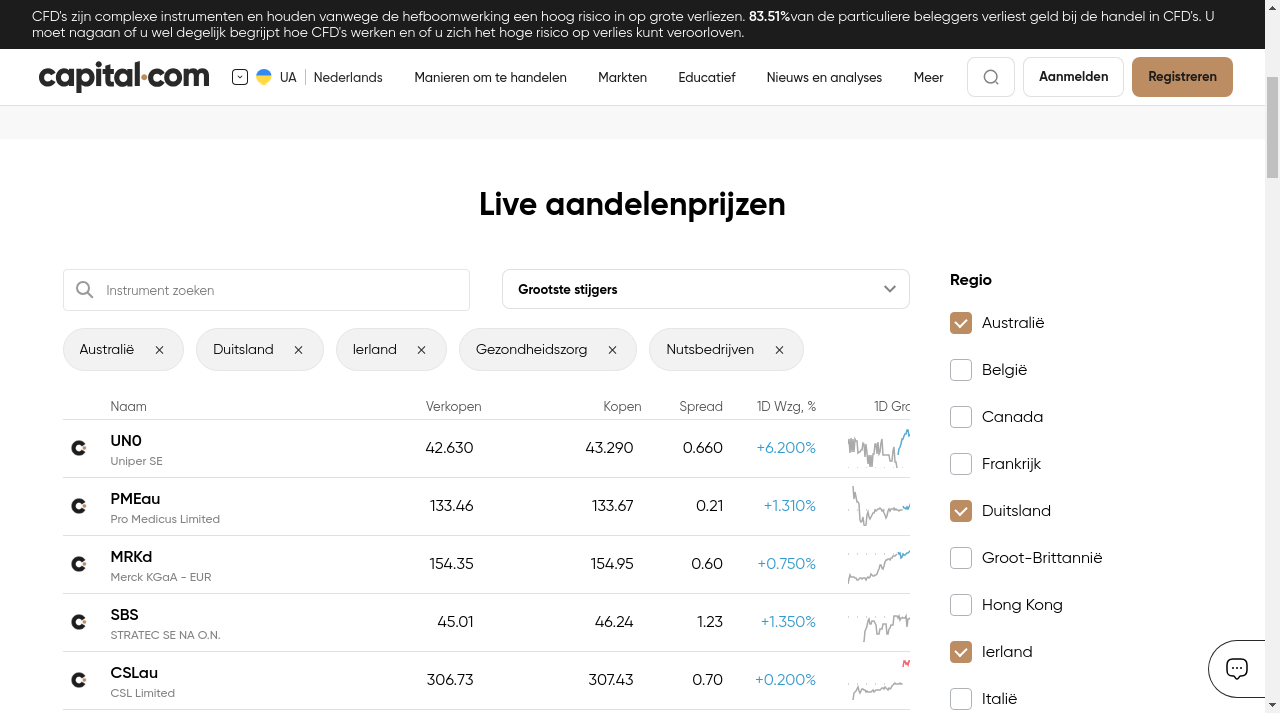 CFD's zijn complexe instrumenten en houden vanwege de hefboomwerking een hoog risico in op grote verliezen. 83.51%van de particuliere beleggers verliest geld bij de handel in CFD's. U
moet nagaan of u wel degelijk begrijpt hoe CFD's werken en of u zich het hoge risico op verlies kunt veroorloven.
capital.com UA Nederlands Manieren om te handelen Markten Educatief Nieuws en analyses Meer Aanmelden Registreren
Live aandelenprijzen
Instrument zoeken
Grootste stijgers
Australië Duitsland Ierland Gezondheidszorg Nutsbedrijven
Naam Verkopen Kopen Spread 1D Wzg, % 1D Gra
UN0 42.630 43.290 0.660 +6.200%
Uniper SE
PMEau 133.46 133.67 0.21 +1.310%
Pro Medicus Limited
MRKd 154.35 154.95 0.60 +0.750%
Merck KGaA - EUR
SBS 45.01 46.24 1.23 +1.350%
STRATEC SE NA O.N.
CSLau 306.73 307.43 0.70 +0.200%
CSL Limited
Regio
Australië
België
Canada
Frankrijk
Duitsland
Groot-Brittannië
Hong Kong
Ierland
Italië